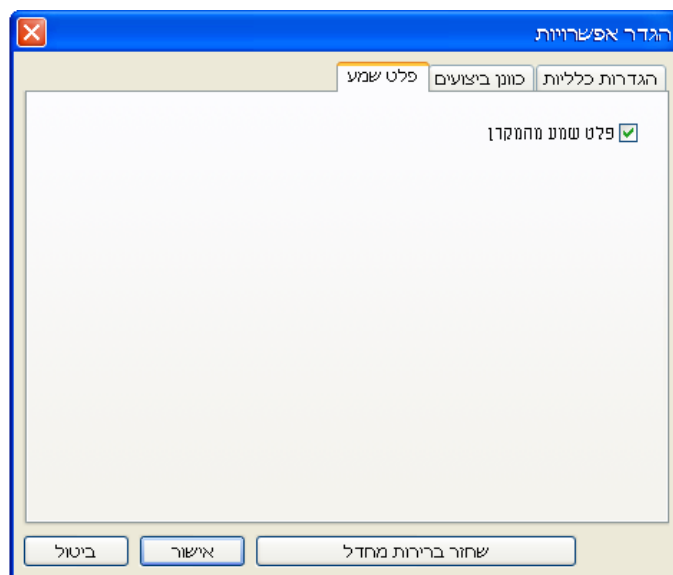 הגדר אפשרויות
הגדרות כלליות
כוונן ביצועים
פלט שמע
פלט שמע מהמקרן
שחזר ברירות מחדל
אישור
ביטול